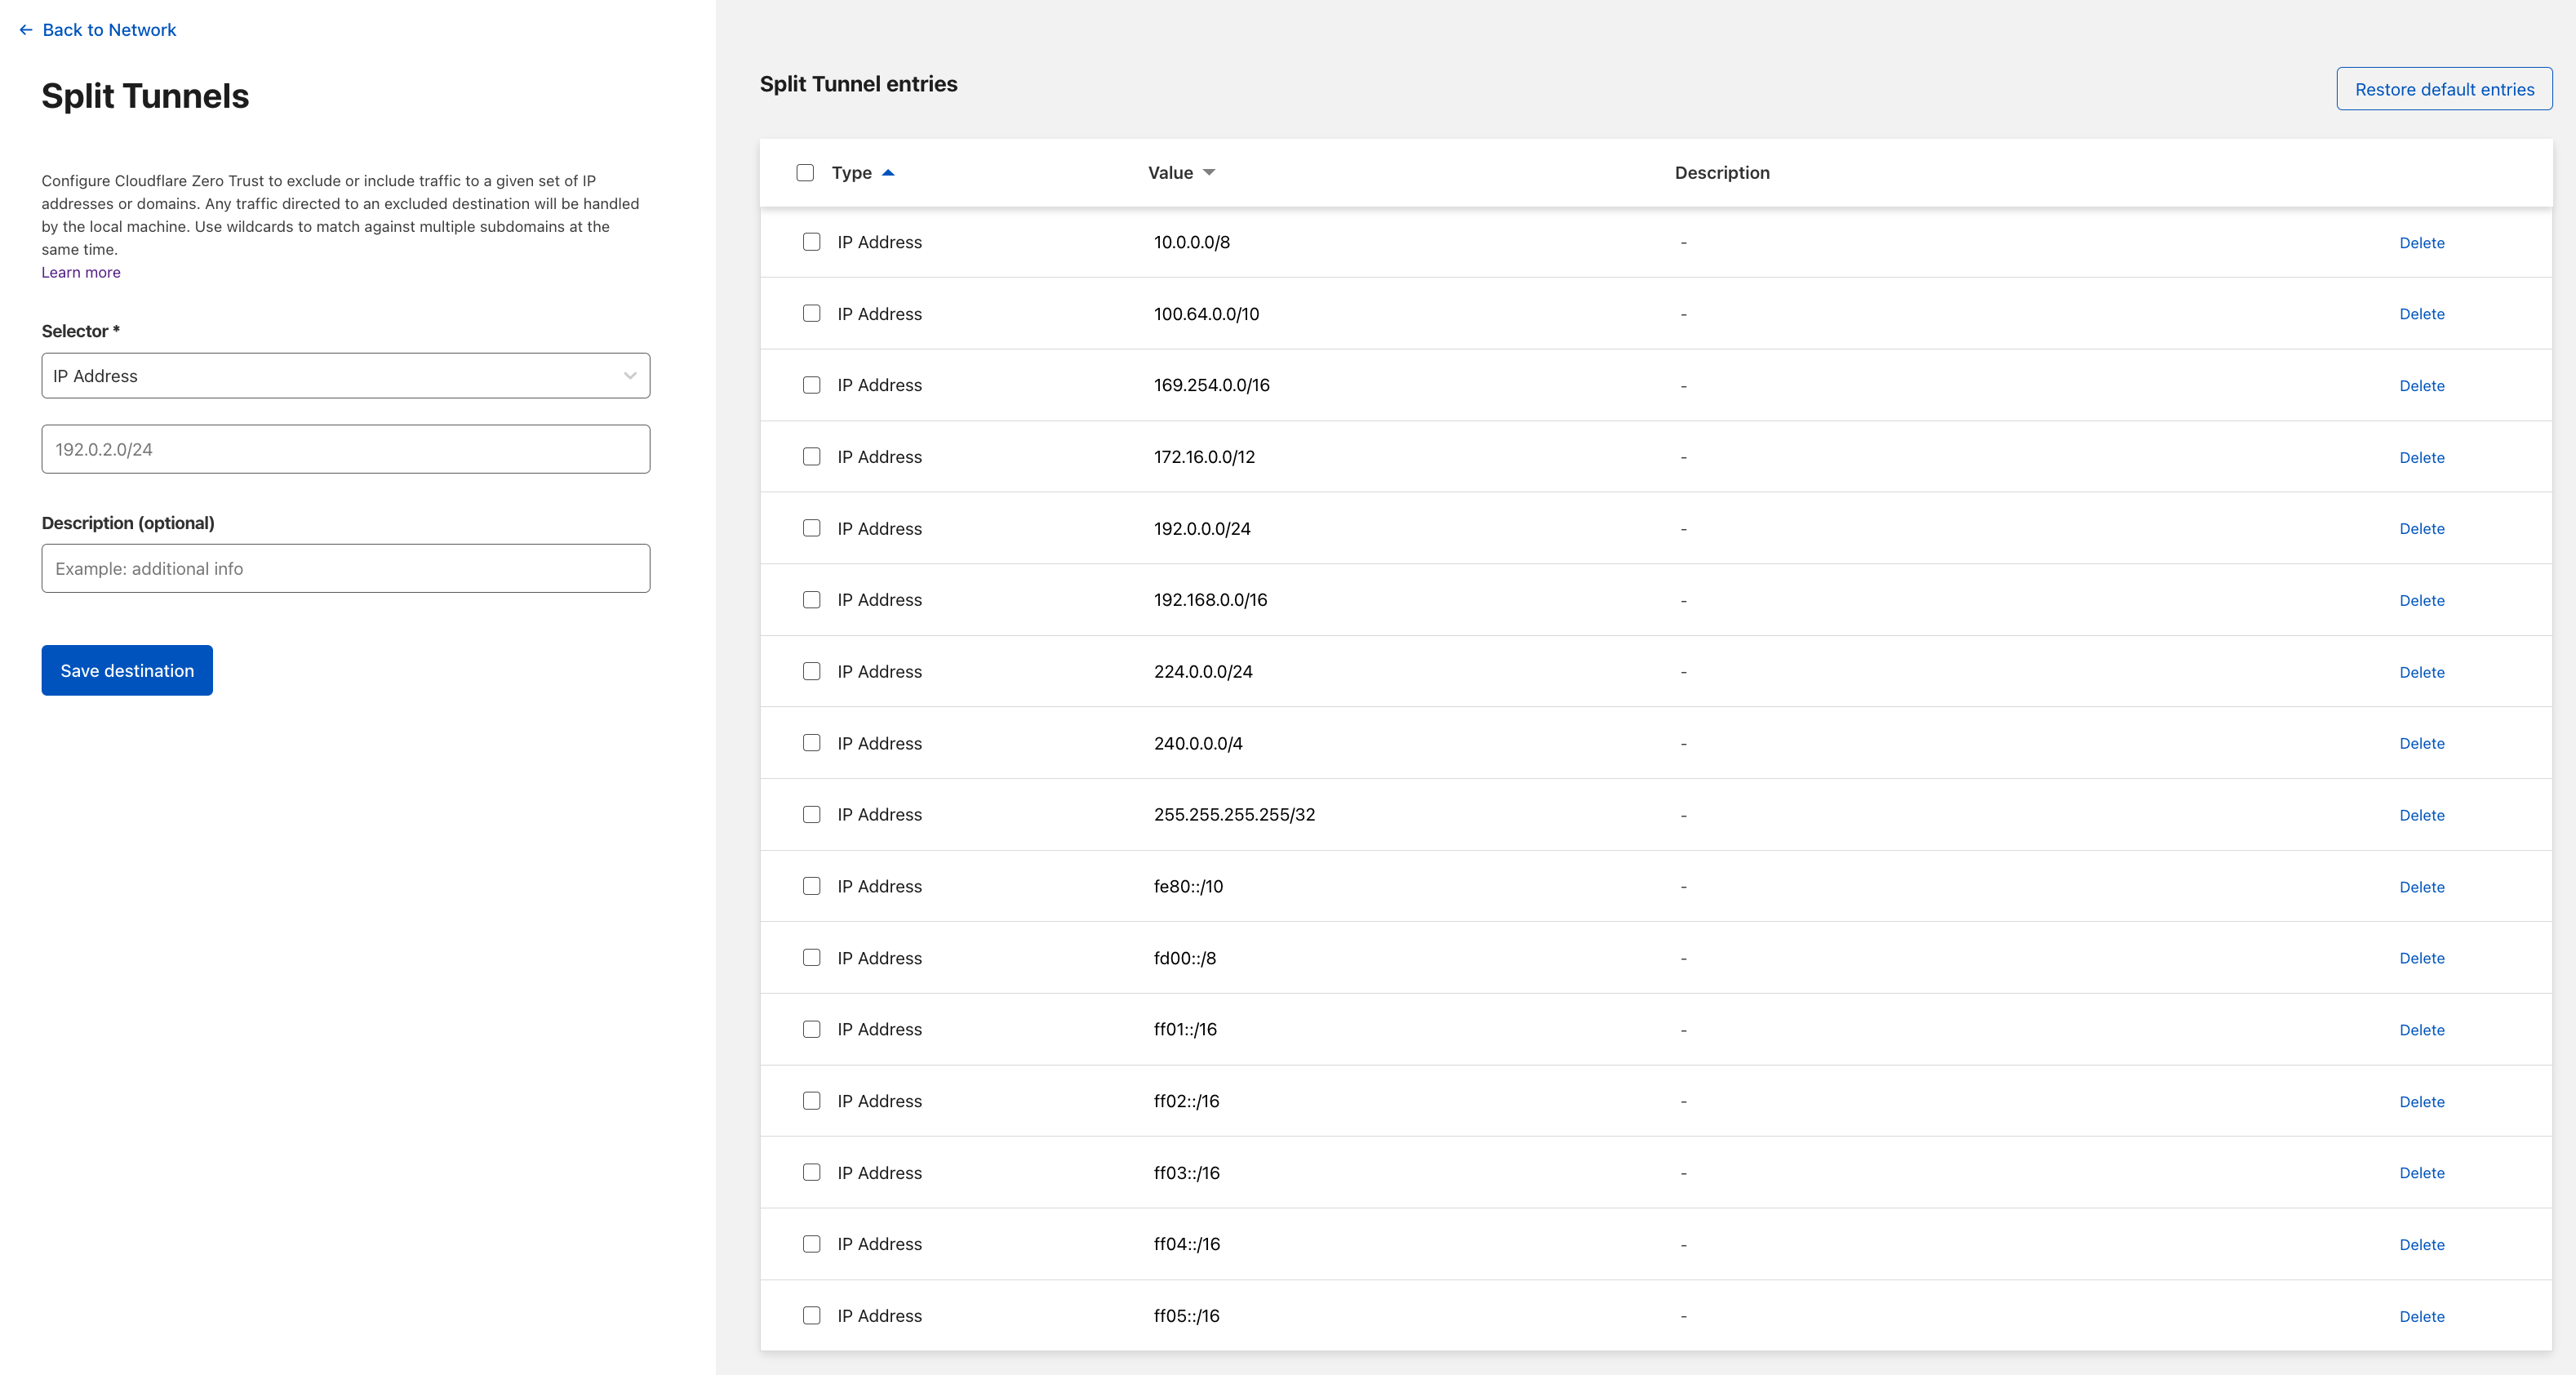 Back to Network
Split Tunnels
Configure Cloudflare Zero Trust to exclude or include traffic to a given set of IP
addresses or domains. Any traffic directed to an excluded destination will be handled
by the local machine. Use wildcards to match against multiple subdomains at the
same time.
Learn more
Selector *
IP Address
192.0.2.0/24
Description (optional)
Example: additional info
Save destination
Split Tunnel entries
Restore default entries
Type Value Description
IP Address 10.0.0.0/8 - Delete
IP Address 100.64.0.0/10 - Delete
IP Address 169.254.0.0/16 - Delete
IP Address 172.16.0.0/12 - Delete
IP Address 192.0.0.0/24 - Delete
IP Address 192.168.0.0/16 - Delete
IP Address 224.0.0.0/24 - Delete
IP Address 240.0.0.0/4 - Delete
IP Address 255.255.255.255/32 - Delete
IP Address fe80::/10 - Delete
IP Address fd00::/8 - Delete
IP Address ff01::/16 - Delete
IP Address ff02::/16 - Delete
IP Address ff03::/16 - Delete
IP Address ff04::/16 - Delete
IP Address ff05::/16 - Delete